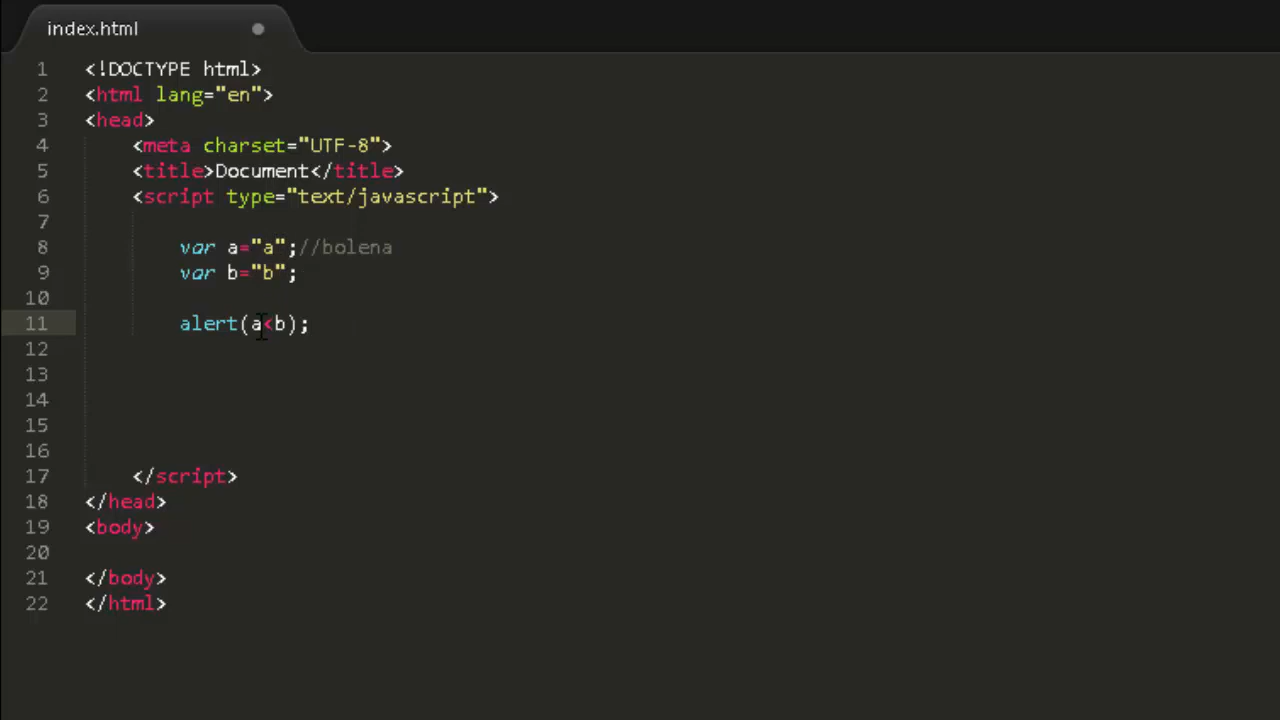 index.html
1 <!DOCTYPE html>
2 <html lang="en">
3 <head>
4 <meta charset="UTF-8">
5 <title>Document</title>
6 <script type="text/javascript">
7
8 var a="a";//bolena
9 var b="b";
10
11 alert(a<b);
12
13
14
15
16
17 </script>
18 </head>
19 <body>
20
21 </body>
22 </html>